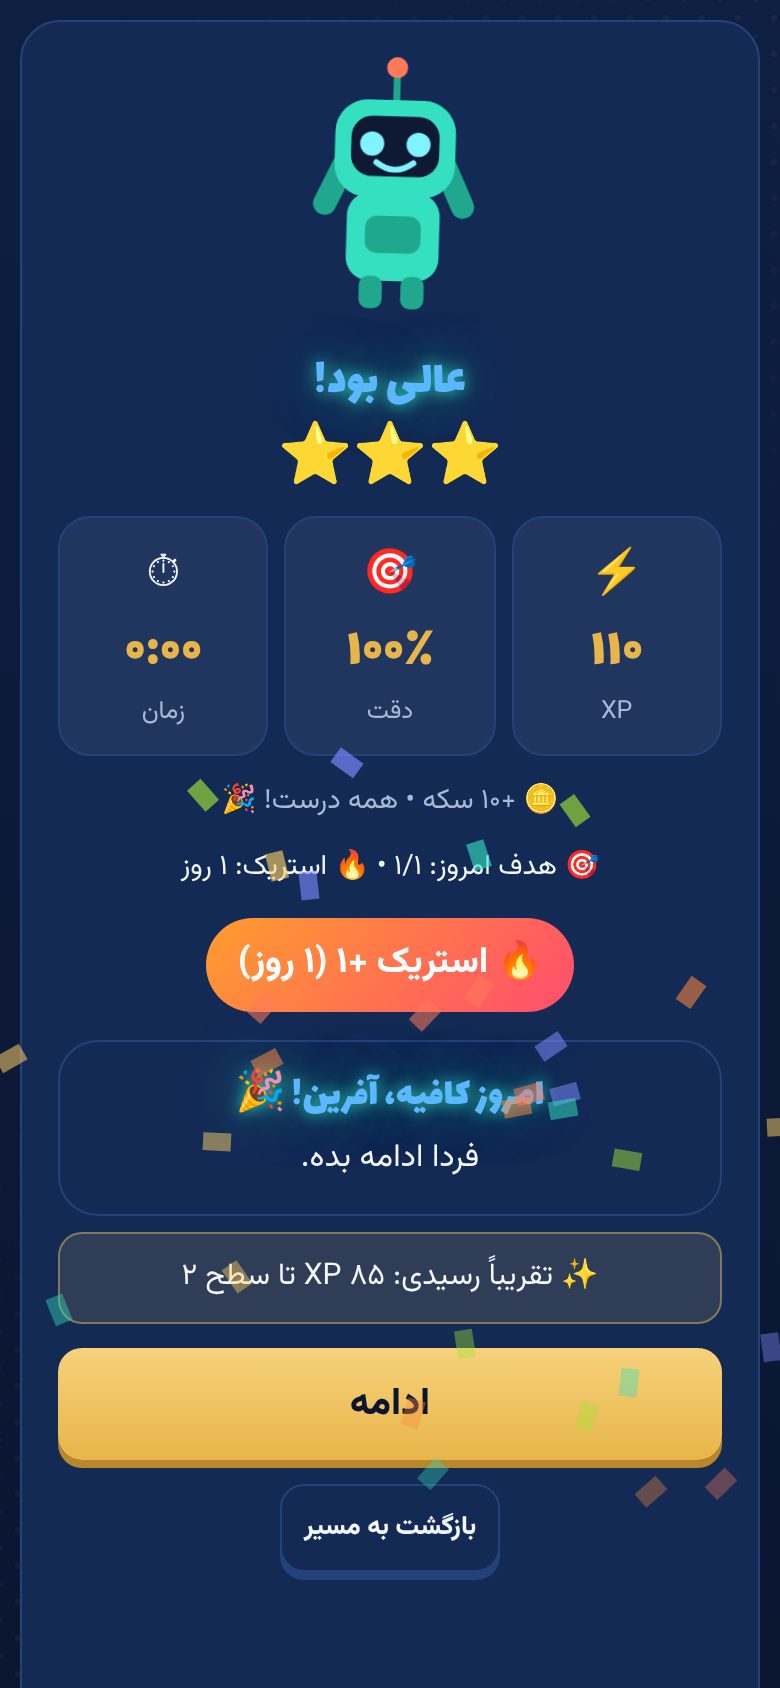 عالی بود!
⭐⭐⭐
⚡ 🎯 ⏱
۱۱۰ ۱۰۰٪ ۰:۰۰
XP دقت زمان
🪙 +۱۰ سکه • همه درست! 🎉
🎯 هدف امروز: ۱/۱ • 🔥 استریک: ۱ روز
🔥 استریک +۱ (۱ روز)
امروز کافیه، آفرین! 🎉
فردا ادامه بده.
✨ تقریباً رسیدی: ۸۵ XP تا سطح ۲
ادامه
بازگشت به مسیر